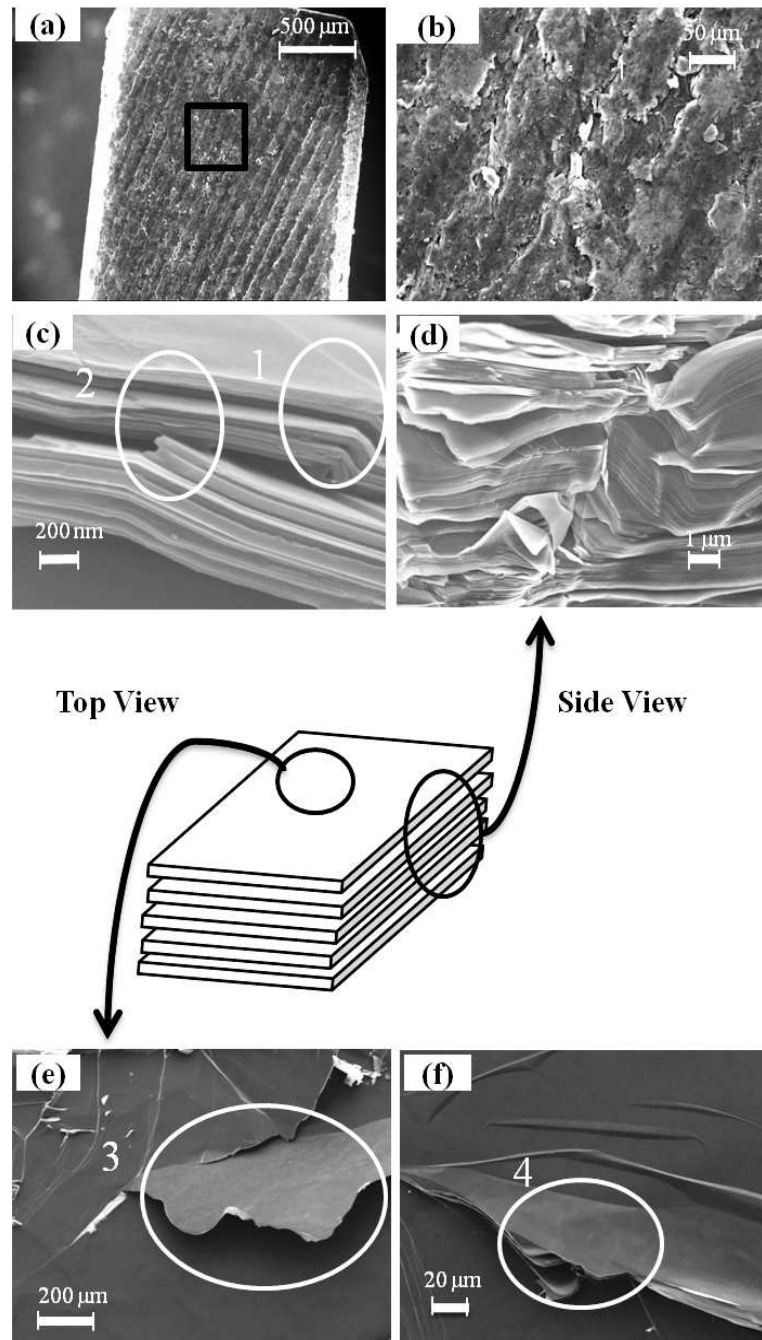 (a)
500 μm
(b)
50 μm
(c)
1
2
200 nm
(d)
1 μm
Top View
Side View
(e)
3
200 μm
(f)
4
20 μm